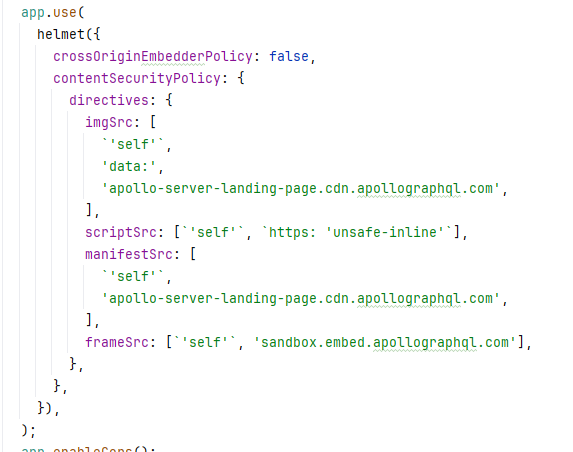 app.use(
  helmet({
    crossOriginEmbedderPolicy: false,
    contentSecurityPolicy: {
      directives: {
        imgSrc: [
          `'self'`,
          'data:',
          'apollo-server-landing-page.cdn.apollographql.com',
        ],
        scriptSrc: [`'self'`, `https: 'unsafe-inline'`],
        manifestSrc: [
          `'self'`,
          'apollo-server-landing-page.cdn.apollographql.com',
        ],
        frameSrc: [`'self'`, 'sandbox.embed.apollographql.com'],
      },
    },
  }),
);
app.enableCors();